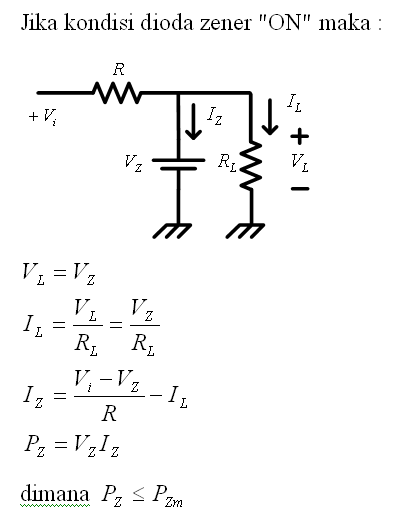 Jika kondisi dioda zener "ON" maka :
R
+ V_i
I_Z
I_L
V_Z
R_L
+
V_L
−
V_L = V_Z
I_L = V_L / R_L = V_Z / R_L
I_Z = (V_i − V_Z) / R − I_L
P_Z = V_Z I_Z
dimana P_Z ≤ P_Zm